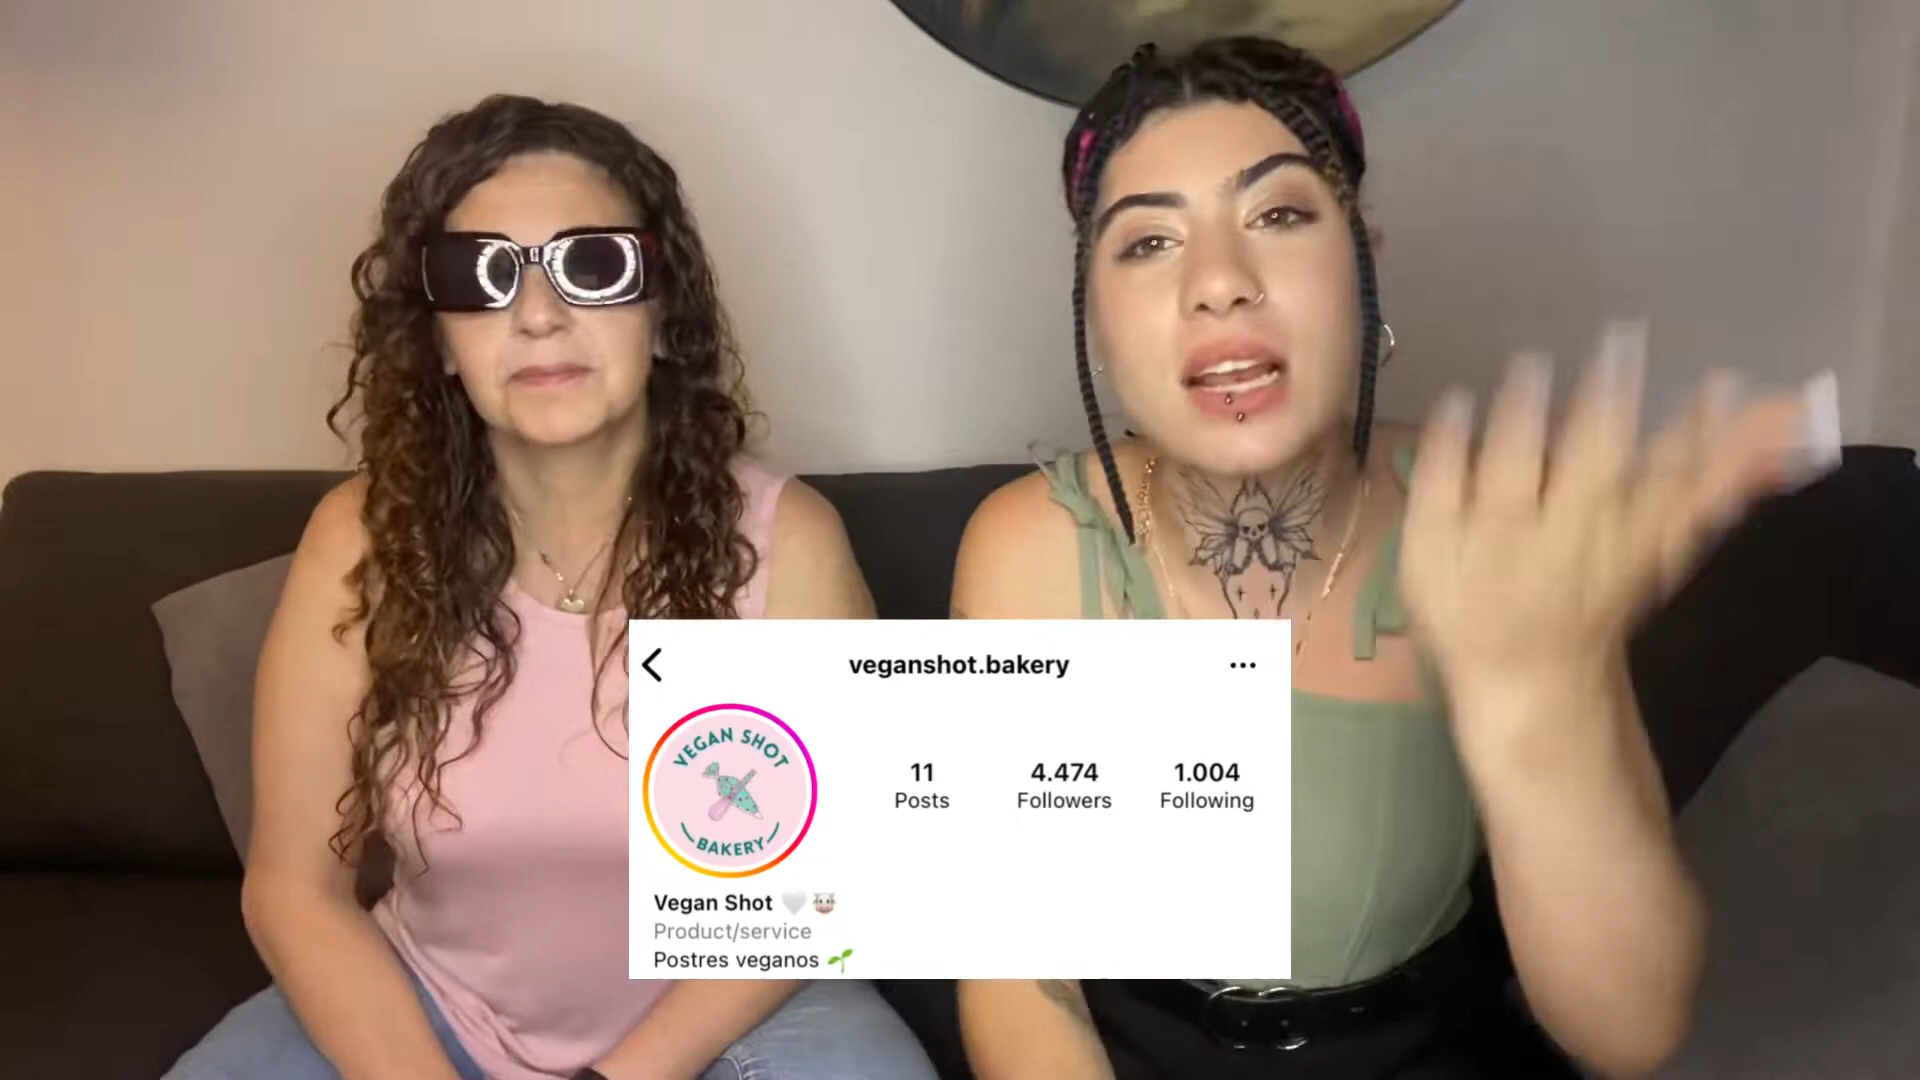 veganshot.bakery
VEGAN SHOT
BAKERY
11
Posts
4.474
Followers
1.004
Following
Vegan Shot 🤍🐮
Product/service
Postres veganos 🌱